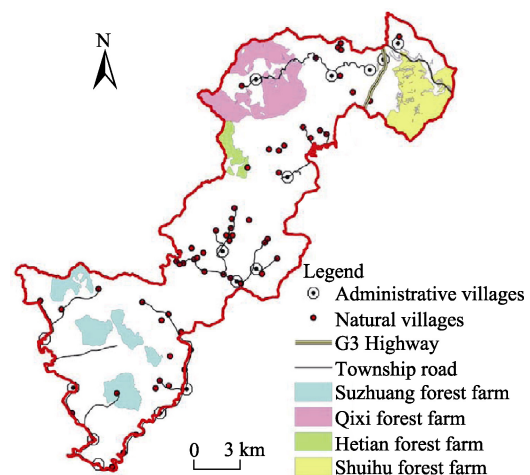 N
Legend
Administrative villages
Natural villages
G3 Highway
Township road
Suzhuang forest farm
Qixi forest farm
Hetian forest farm
Shuihu forest farm
0 3 km